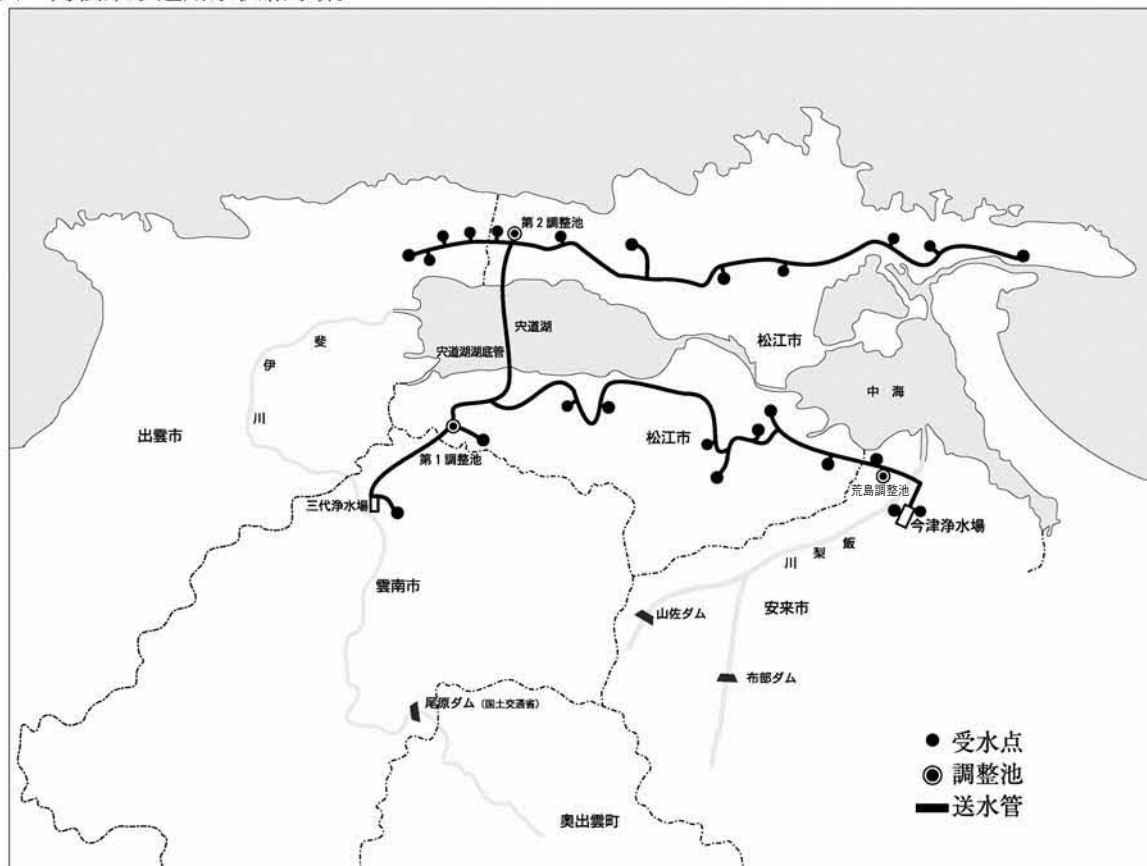 第2調整池
宍道湖
宍道湖湖底管
松江市
中海
斐
伊
川
出雲市
松江市
第1調整池
荒島調整池
三代浄水場
今津浄水場
飯
梨
川
雲南市
安来市
山佐ダム
布部ダム
尾原ダム(国土交通省)
奥出雲町
受水点
調整池
送水管